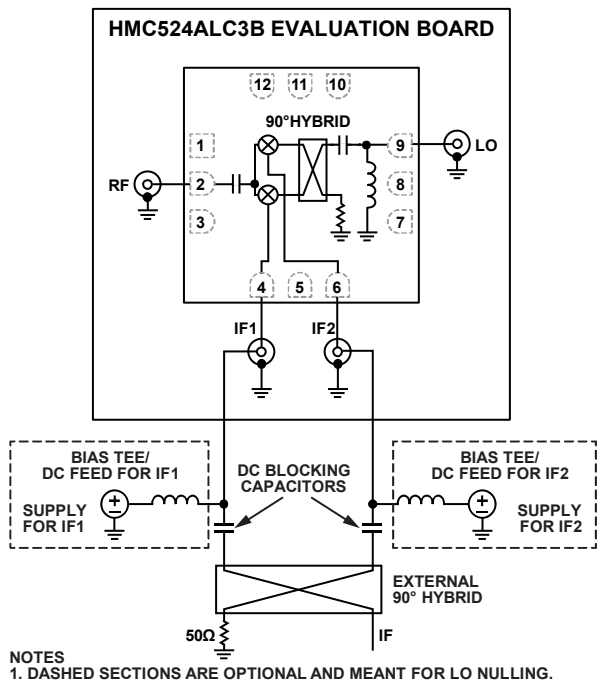 HMC524ALC3B EVALUATION BOARD
12 11 10
90°HYBRID
1
9
LO
RF
2
8
3
7
4 5 6
IF1 IF2
BIAS TEE/
DC FEED FOR IF1
SUPPLY
FOR IF1
DC BLOCKING
CAPACITORS
BIAS TEE/
DC FEED FOR IF2
SUPPLY
FOR IF2
EXTERNAL
90° HYBRID
50Ω
IF
NOTES
1. DASHED SECTIONS ARE OPTIONAL AND MEANT FOR LO NULLING.